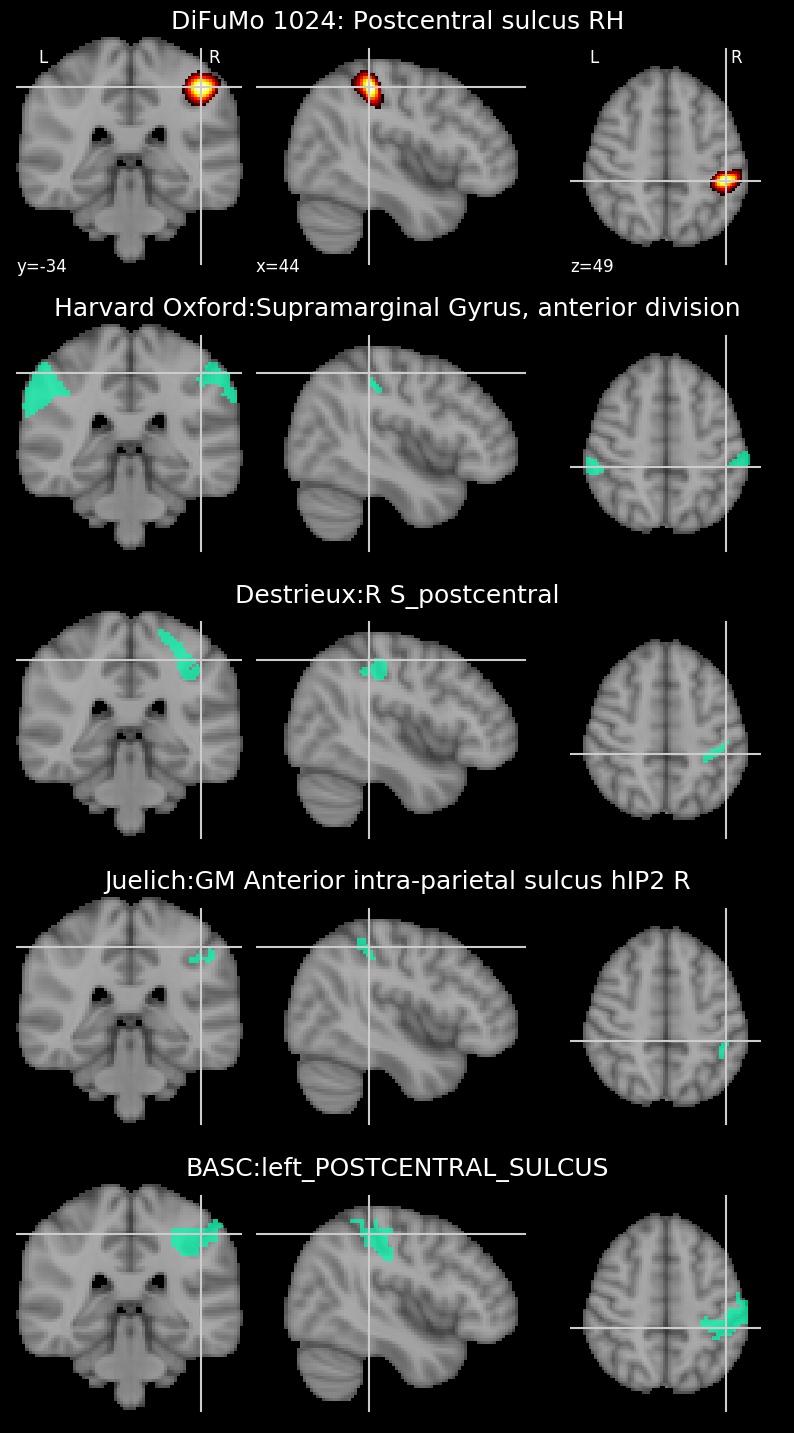 DiFuMo 1024: Postcentral sulcus RH
L R L R
y=-34 x=44 z=49
Harvard Oxford:Supramarginal Gyrus, anterior division
Destrieux:R S_postcentral
Juelich:GM Anterior intra-parietal sulcus hIP2 R
BASC:left_POSTCENTRAL_SULCUS